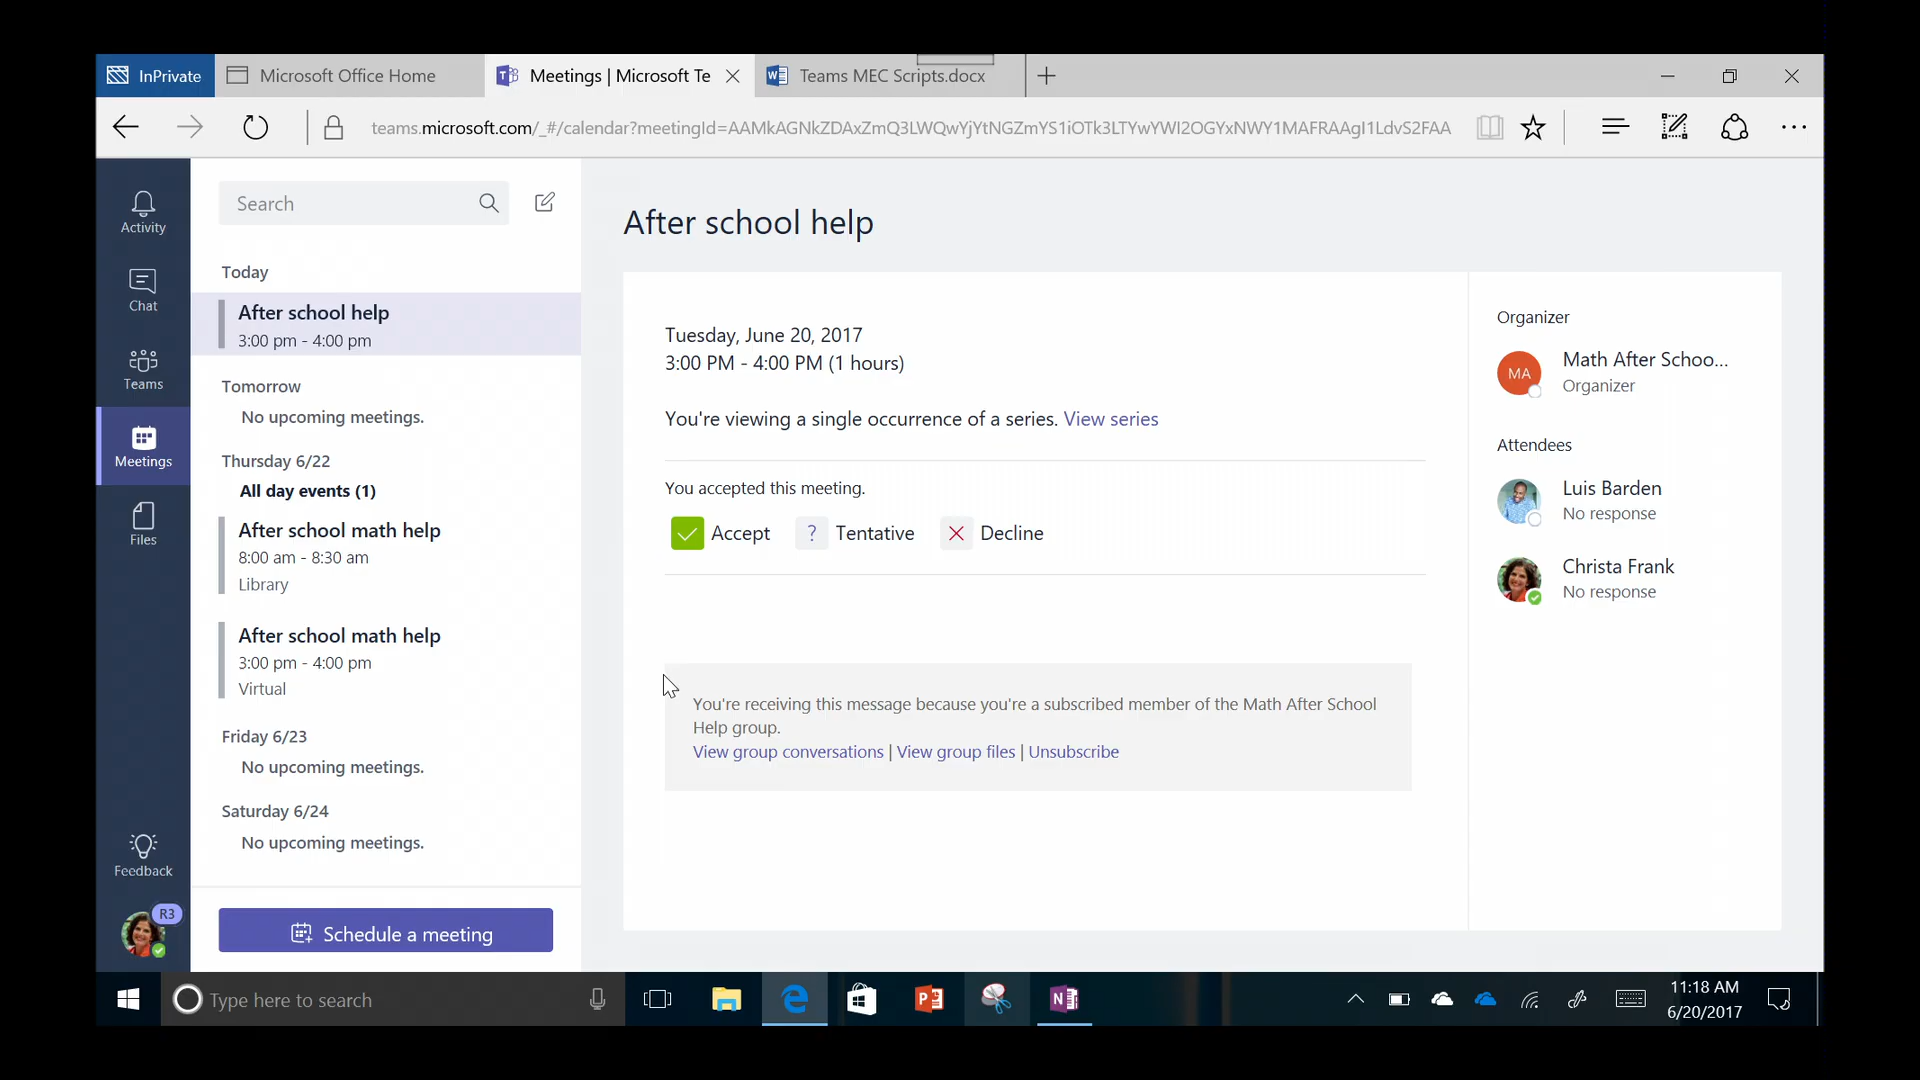 InPrivate
Microsoft Office Home
Meetings | Microsoft Te
Teams MEC Scripts.docx
teams.microsoft.com/_#/calendar?meetingId=AAMkAGNkZDAxZmQ3LWQwYjYtNGZmYS1iOTk3LTYwYWI2OGYxNWY1MAFRAAgI1LdvS2FAA
Activity
Chat
Teams
Meetings
Files
Feedback
R3
Search
Today
After school help
3:00 pm - 4:00 pm
Tomorrow
No upcoming meetings.
Thursday 6/22
All day events (1)
After school math help
8:00 am - 8:30 am
Library
After school math help
3:00 pm - 4:00 pm
Virtual
Friday 6/23
No upcoming meetings.
Saturday 6/24
No upcoming meetings.
Schedule a meeting
After school help
Tuesday, June 20, 2017
3:00 PM - 4:00 PM (1 hours)
You're viewing a single occurrence of a series. View series
You accepted this meeting.
Accept
? Tentative
Decline
You're receiving this message because you're a subscribed member of the Math After School
Help group.
View group conversations | View group files | Unsubscribe
Organizer
MA
Math After Schoo...
Organizer
Attendees
Luis Barden
No response
Christa Frank
No response
Type here to search
11:18 AM
6/20/2017